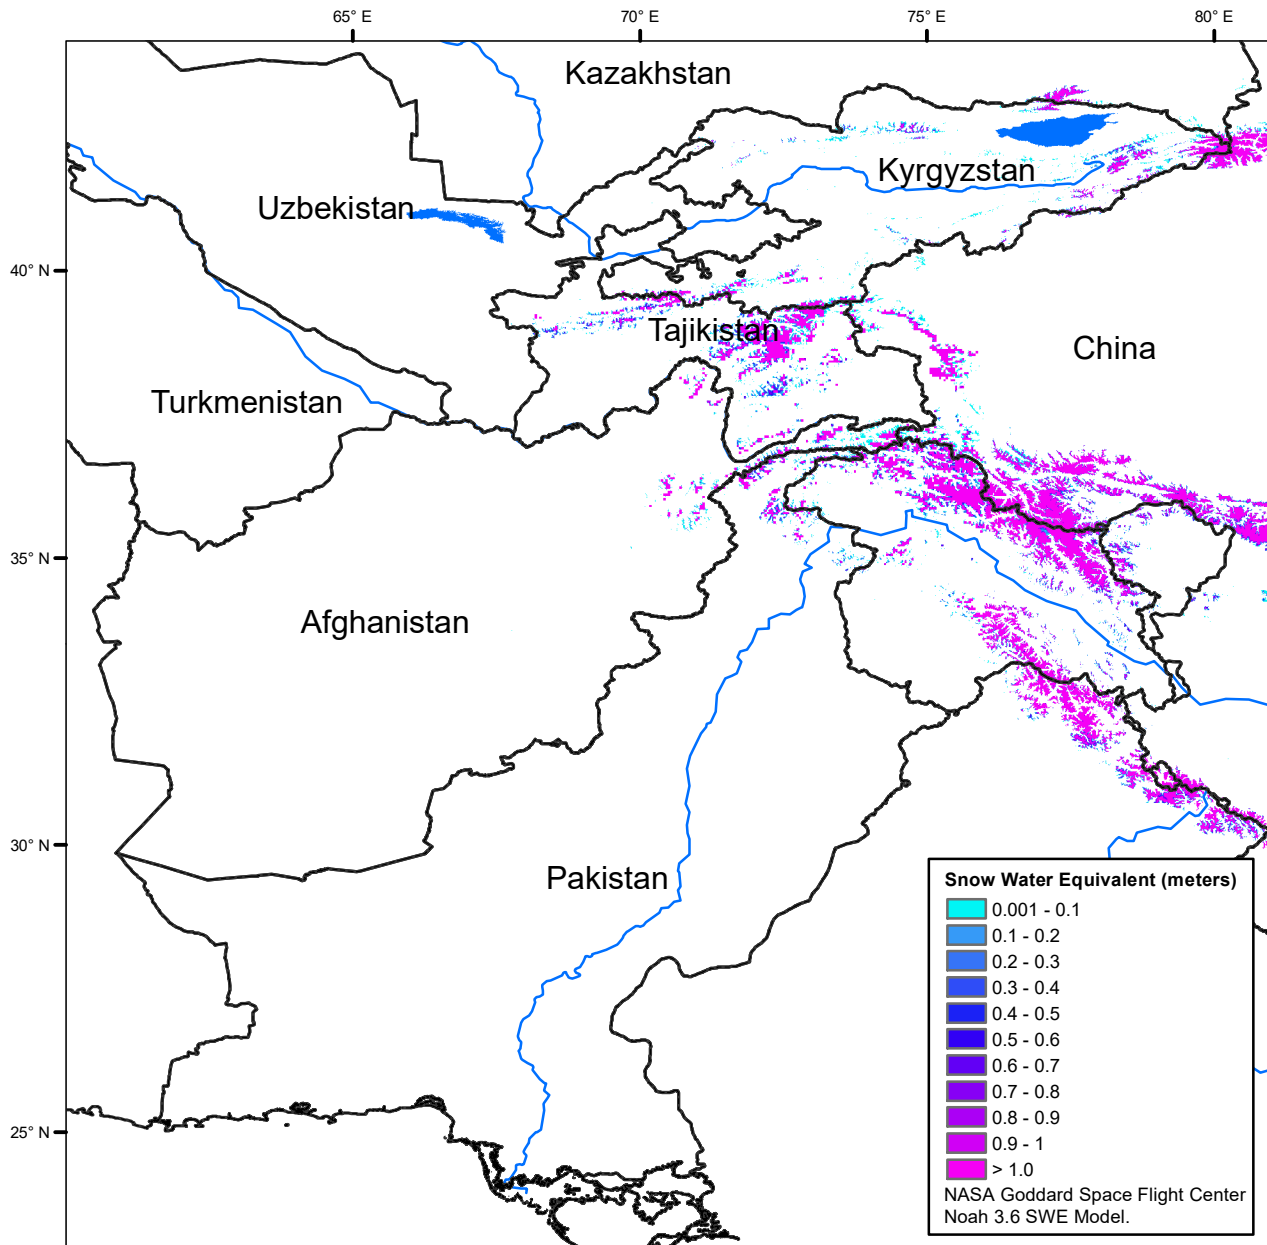 65° E
70° E
75° E
80° E
Kazakhstan
Kyrgyzstan
Uzbekistan
40° N
Tajikistan
China
Turkmenistan
35° N
Afghanistan
30° N
Pakistan
25° N
Snow Water Equivalent (meters)
0.001 - 0.1
0.1 - 0.2
0.2 - 0.3
0.3 - 0.4
0.4 - 0.5
0.5 - 0.6
0.6 - 0.7
0.7 - 0.8
0.8 - 0.9
0.9 - 1
> 1.0
NASA Goddard Space Flight Center
Noah 3.6 SWE Model.